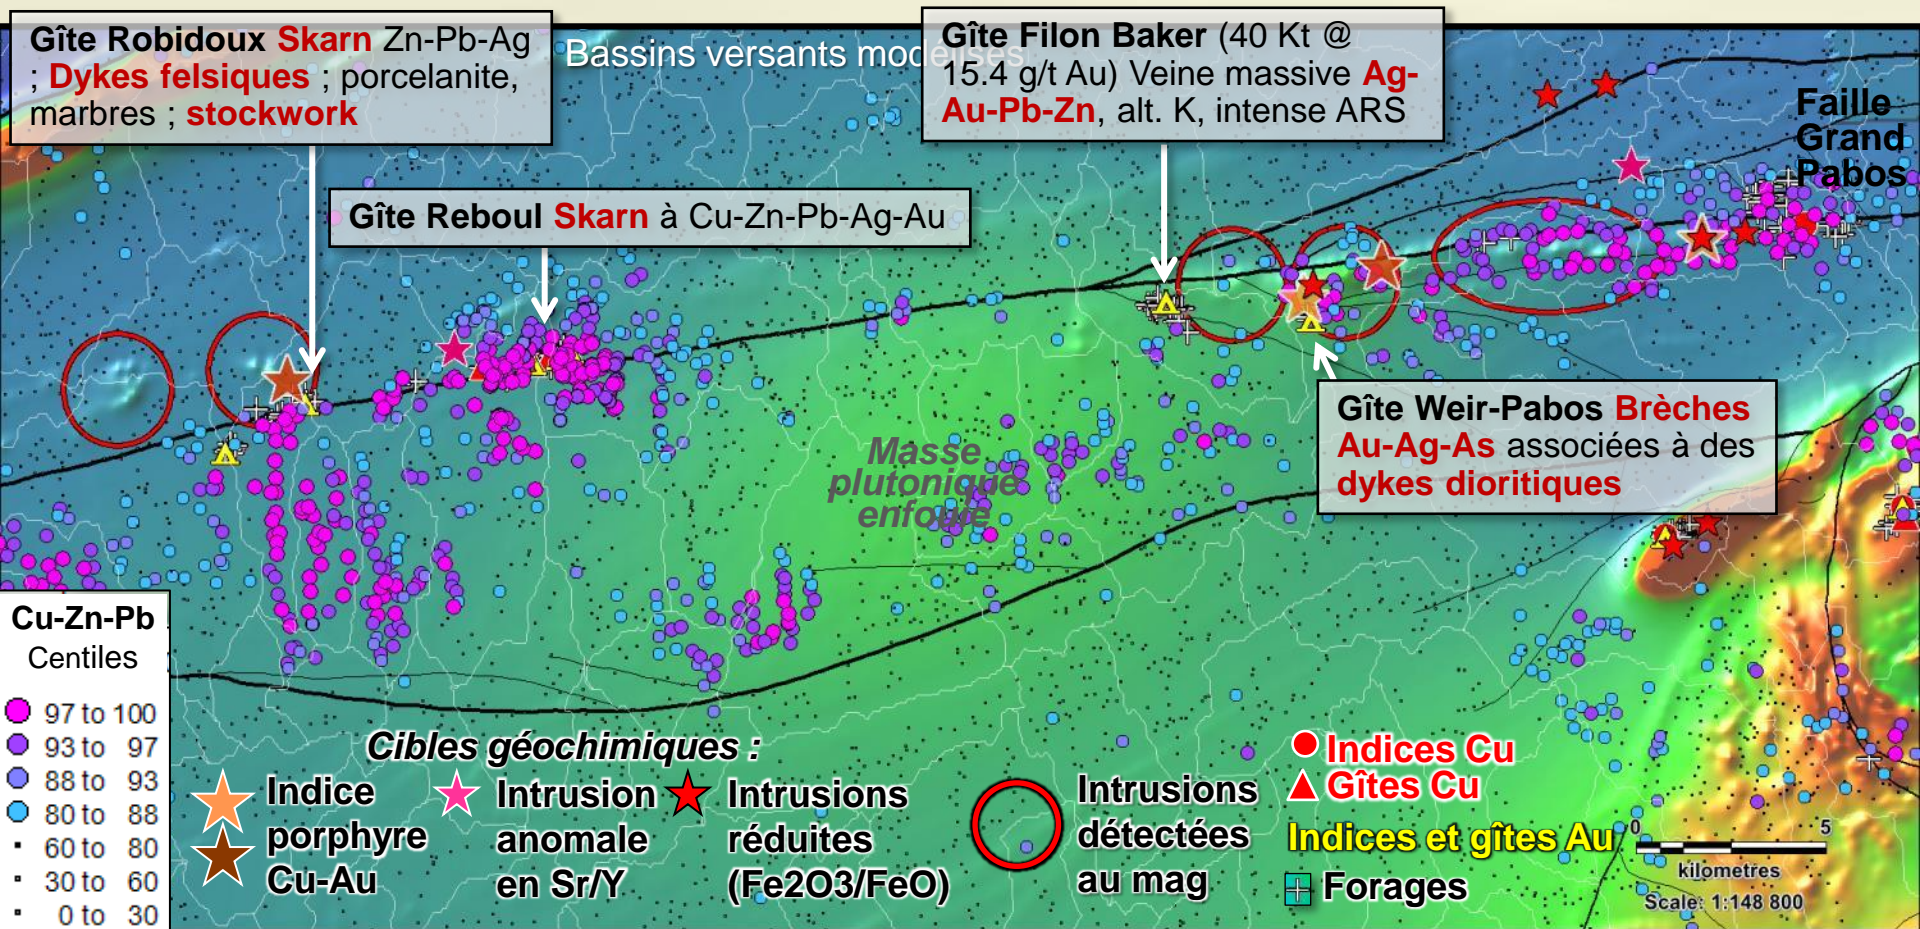 Gîte Robidoux Skarn Zn-Pb-Ag
; Dykes felsiques ; porcelanite,
marbres ; stockwork
Bassins versants modélisés
Gîte Filon Baker (40 Kt @
15.4 g/t Au) Veine massive Ag-
Au-Pb-Zn, alt. K, intense ARS
Faille
Grand
Pabos
Gîte Reboul Skarn à Cu-Zn-Pb-Ag-Au
Gîte Weir-Pabos Brèches
Au-Ag-As associées à des
dykes dioritiques
Masse
plutonique
enfouie
Cu-Zn-Pb
Centiles
97 to 100
93 to 97
88 to 93
80 to 88
60 to 80
30 to 60
0 to 30
Cibles géochimiques :
Indice
porphyre
Cu-Au
Intrusion
anomale
en Sr/Y
Intrusions
réduites
(Fe2O3/FeO)
Intrusions
détectées
au mag
Indices Cu
Gîtes Cu
Indices et gîtes Au
Forages
0 5
kilometres
Scale: 1:148 800